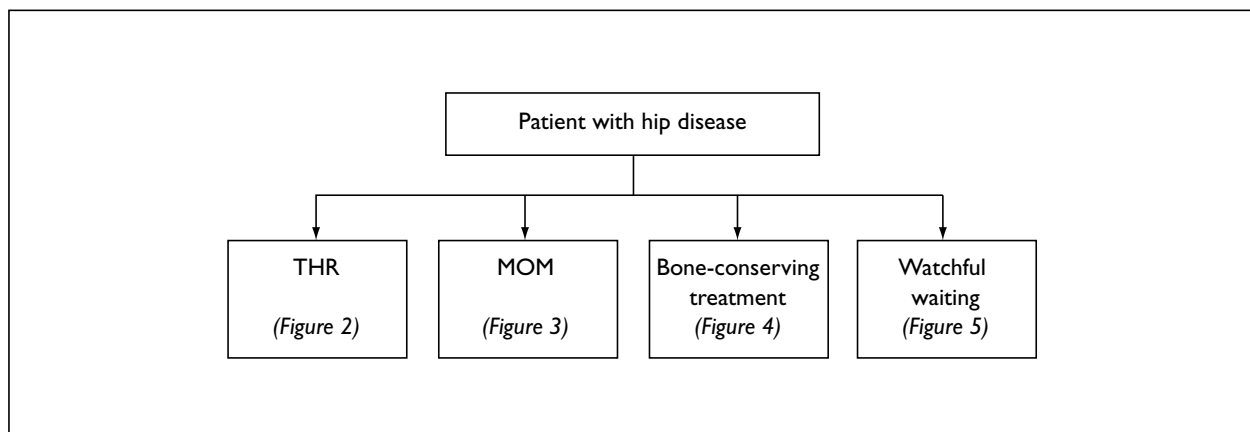 Patient with hip disease
THR
(Figure 2)
MOM
(Figure 3)
Bone-conserving
treatment
(Figure 4)
Watchful
waiting
(Figure 5)